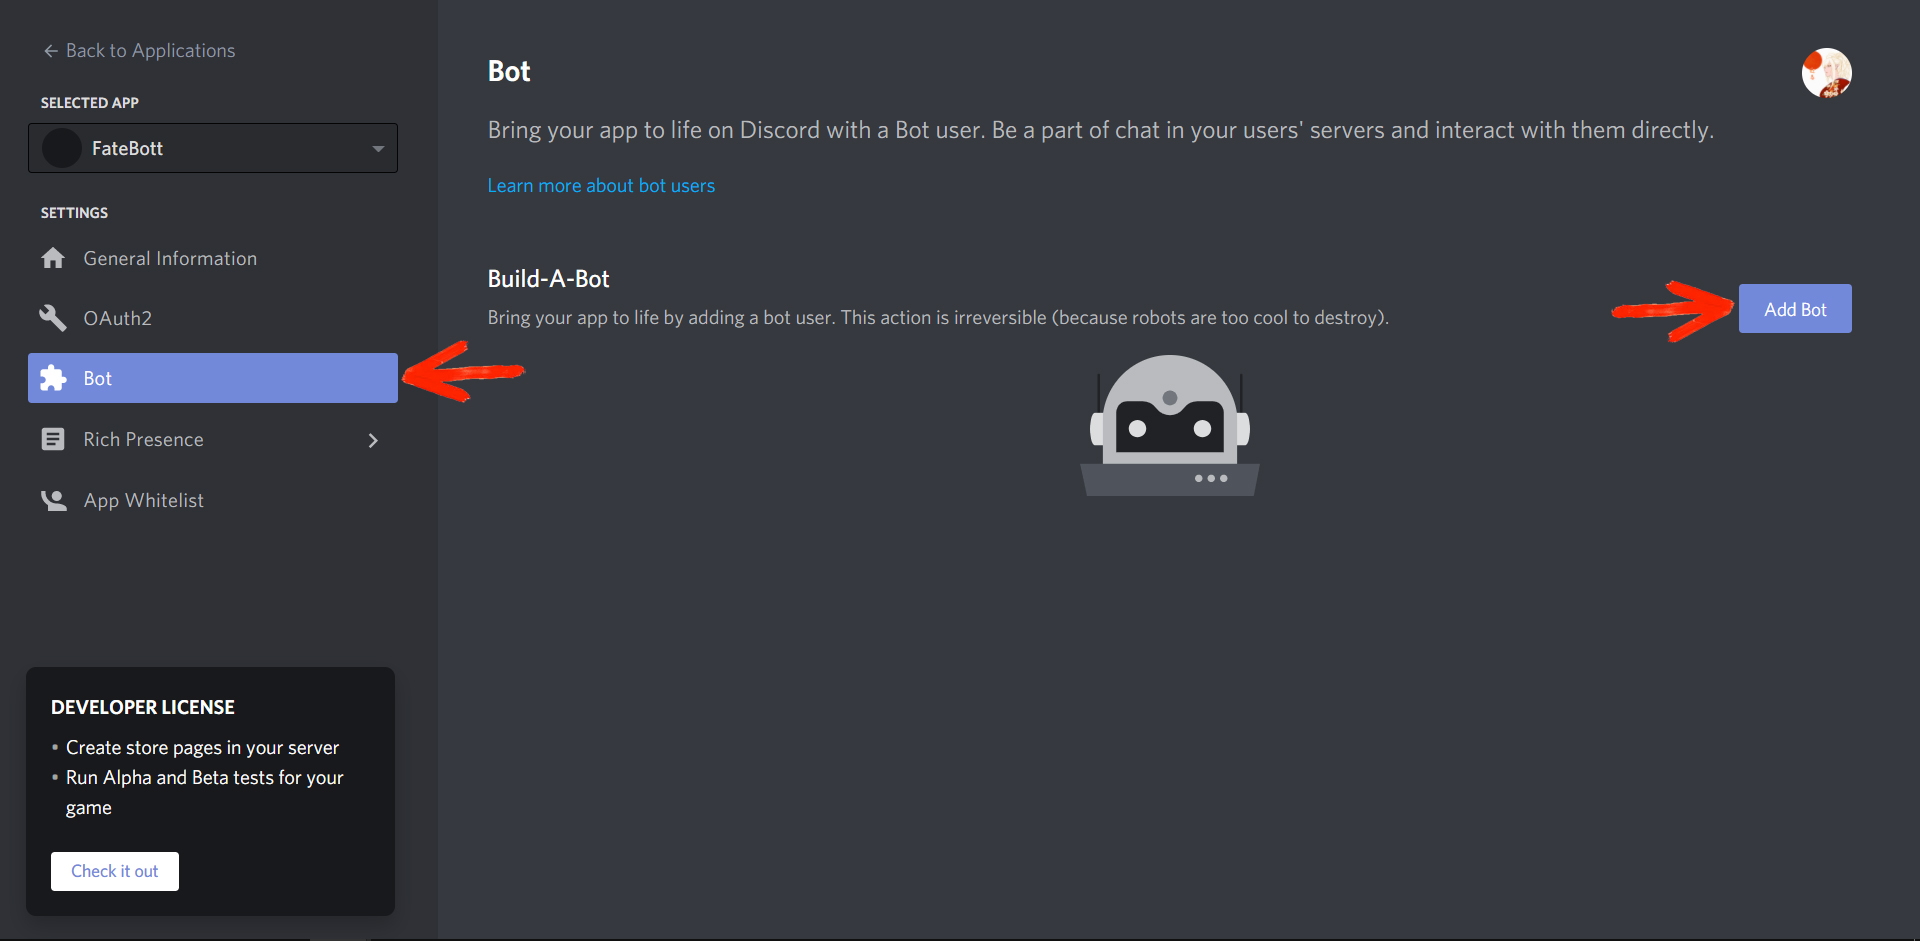 ← Back to Applications
SELECTED APP
FateBott
SETTINGS
General Information
OAuth2
Bot
Rich Presence
App Whitelist
DEVELOPER LICENSE
• Create store pages in your server
• Run Alpha and Beta tests for your
game
Check it out
Bot
Bring your app to life on Discord with a Bot user. Be a part of chat in your users' servers and interact with them directly.
Learn more about bot users
Build-A-Bot
Bring your app to life by adding a bot user. This action is irreversible (because robots are too cool to destroy).
Add Bot